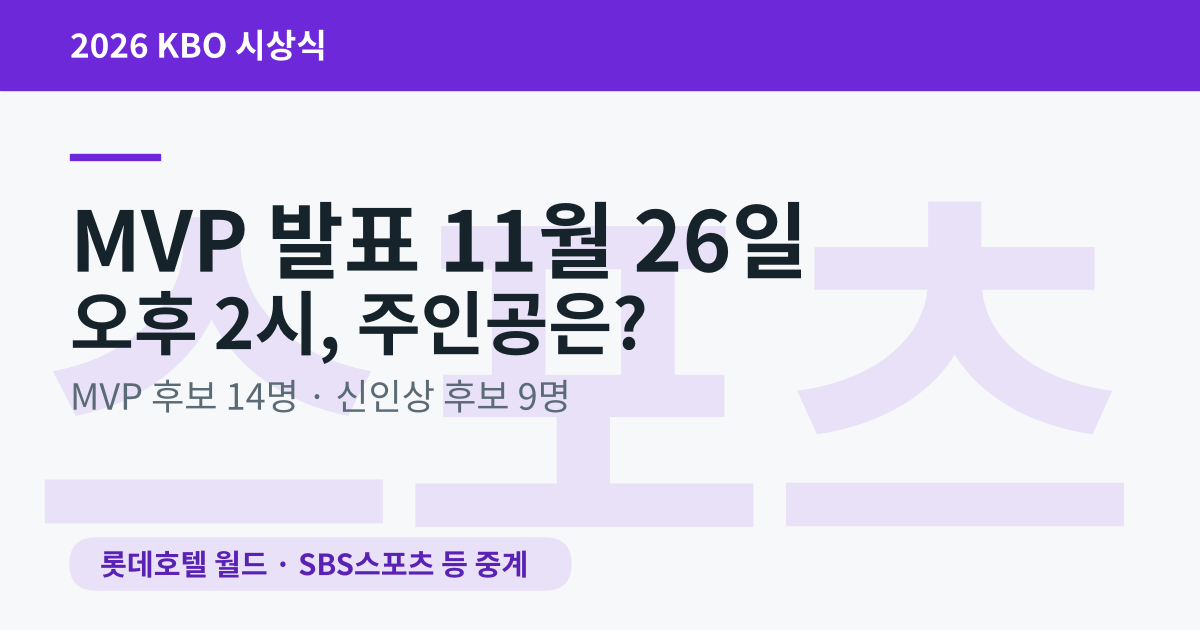 2026 KBO 시상식
MVP 발표 11월 26일
오후 2시, 주인공은?
MVP 후보 14명 · 신인상 후보 9명
스포츠
롯데호텔 월드 · SBS스포츠 등 중계